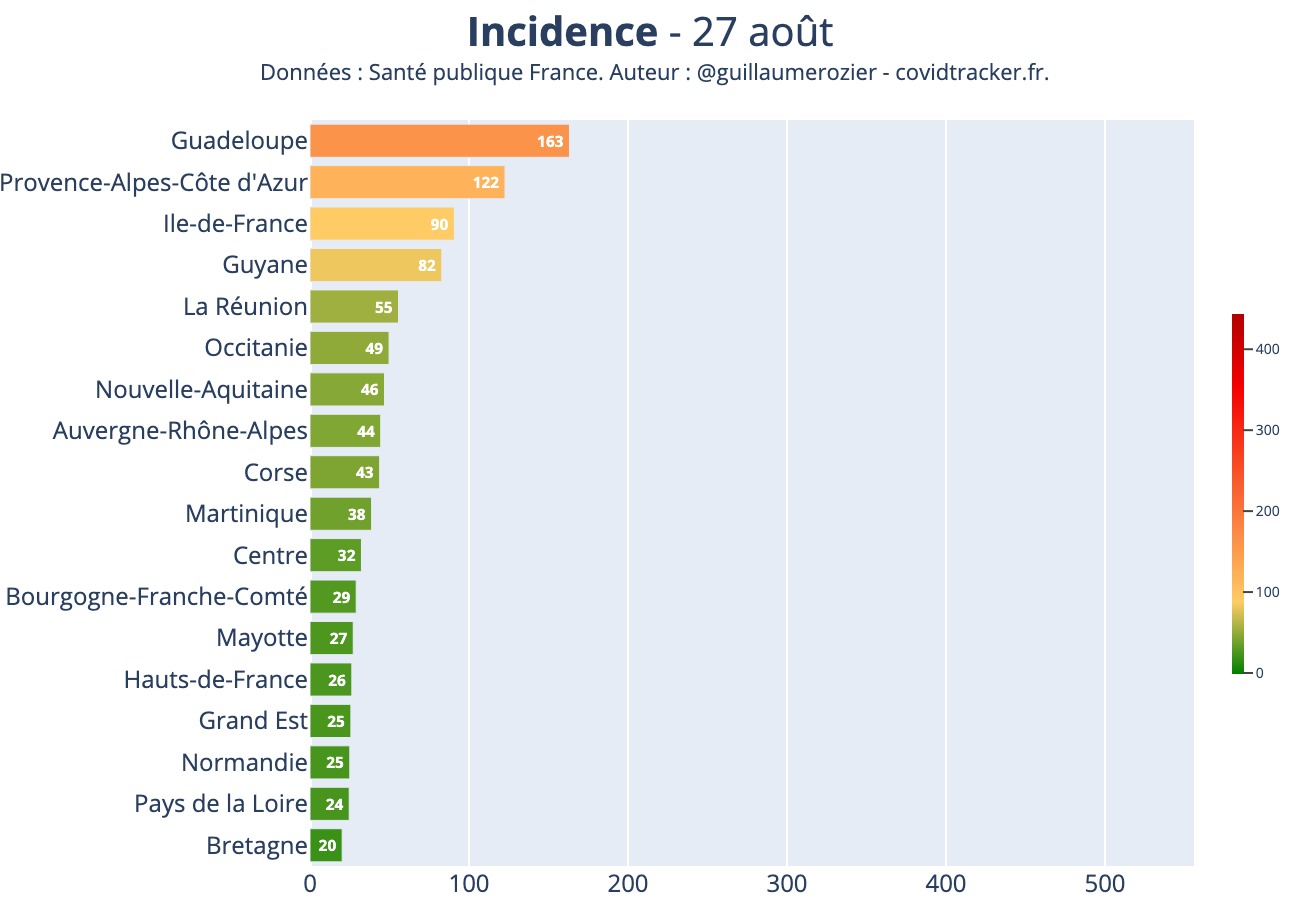 Incidence - 27 août
Données : Santé publique France. Auteur : @guillaumerozier - covidtracker.fr.
Guadeloupe 163
Provence-Alpes-Côte d'Azur 122
Ile-de-France 90
Guyane 82
La Réunion 55
Occitanie 49
Nouvelle-Aquitaine 46
Auvergne-Rhône-Alpes 44
Corse 43
Martinique 38
Centre 32
Bourgogne-Franche-Comté 29
Mayotte 27
Hauts-de-France 26
Grand Est 25
Normandie 25
Pays de la Loire 24
Bretagne 20
0 100 200 300 400 500
400
300
200
100
0